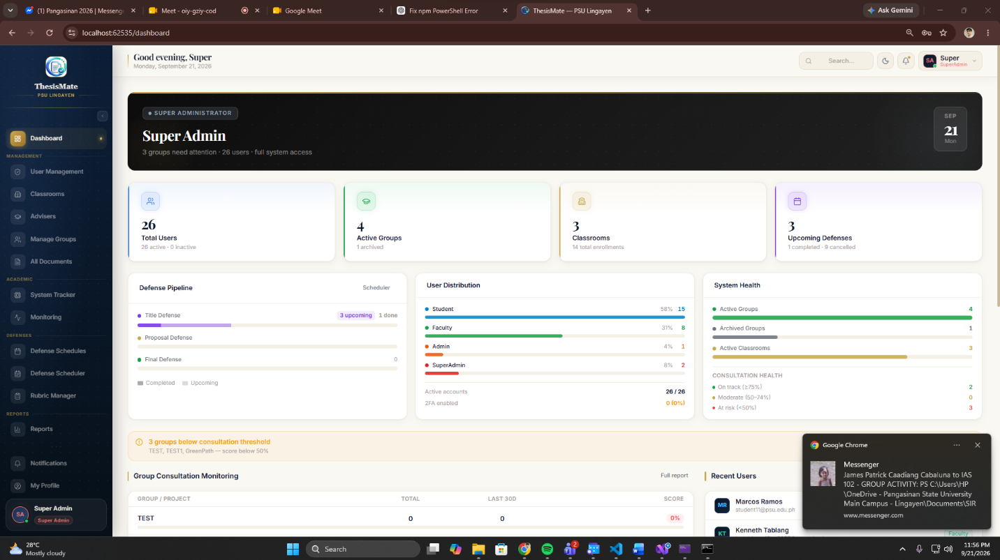 (1) Pangasinan 2026 | Messeng
Meet - oiy-gziy-cod
Google Meet
Fix npm PowerShell Error
ThesisMate — PSU Lingayen
Ask Gemini
localhost:62535/dashboard
ThesisMate
PSU LINGAYEN
Dashboard
MANAGEMENT
User Management
Classrooms
Advisers
Manage Groups
All Documents
ACADEMIC
System Tracker
Monitoring
DEFENSES
Defense Schedules
Defense Scheduler
Rubric Manager
REPORTS
Reports
Notifications
My Profile
SA
Super Admin
Super Admin
Good evening, Super
Monday, September 21, 2026
Search...
SA
Super
SuperAdmin
SUPER ADMINISTRATOR
Super Admin
3 groups need attention · 26 users · full system access
SEP
21
Mon
26
Total Users
26 active · 0 inactive
4
Active Groups
1 archived
3
Classrooms
14 total enrollments
3
Upcoming Defenses
1 completed · 9 cancelled
Defense Pipeline
Scheduler
Title Defense 3 upcoming 1 done
Proposal Defense
Final Defense 0
Completed Upcoming
User Distribution
Student 58% 15
Faculty 31% 8
Admin 4% 1
SuperAdmin 8% 2
Active accounts 26 / 26
2FA enabled 0 (0%)
System Health
Active Groups 4
Archived Groups 1
Active Classrooms 3
CONSULTATION HEALTH
On track (≥75%) 2
Moderate (50–74%) 0
At risk (<50%) 3
3 groups below consultation threshold
TEST, TEST1, GreenPath — score below 50%
Group Consultation Monitoring
Full report
GROUP / PROJECT TOTAL LAST 30D SCORE
TEST 0 0 0%
Recent Users
MR
Marcos Ramos
student11@psu.edu.ph
KT
Kenneth Tablang
Faculty
Google Chrome
Messenger
James Patrick Caadiang Cabaluna to IAS
102 - GROUP ACTIVITY: PS C:\Users\HP
\OneDrive - Pangasinan State University
Main Campus - Lingayen\Documents\SIR
www.messenger.com
28°C
Mostly cloudy
Search
2
11:56 PM
9/21/2026